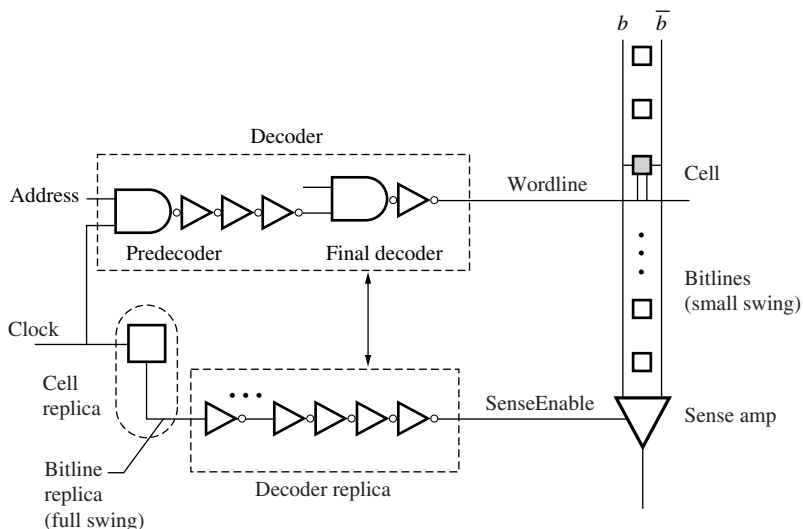 b b̅
Decoder
Address
Wordline
Cell
Predecoder
Final decoder
Bitlines
(small swing)
Clock
Cell
replica
SenseEnable
Sense amp
Bitline
replica
(full swing)
Decoder replica